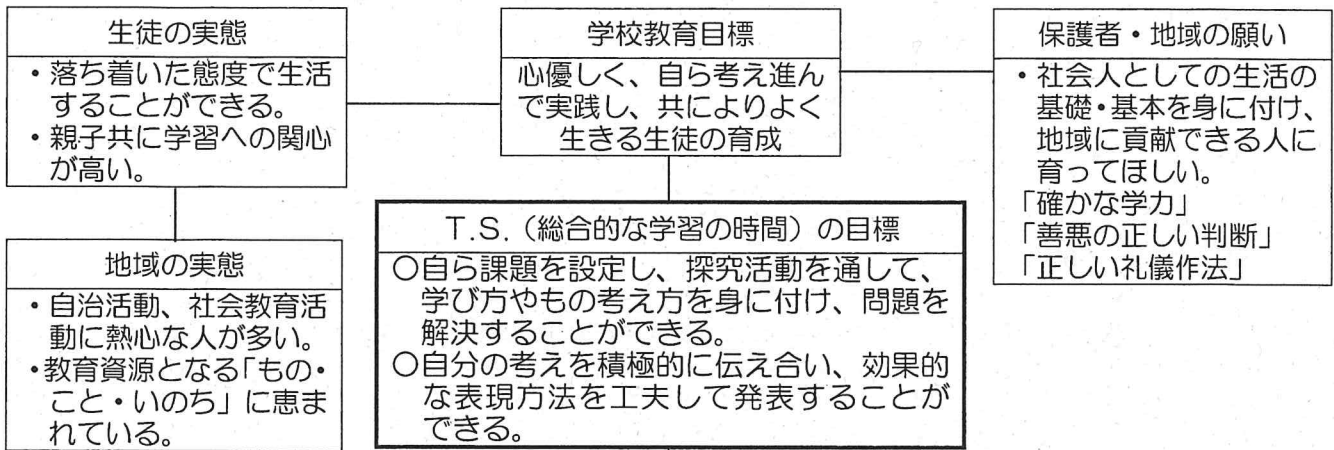 生徒の実態
・落ち着いた態度で生活
することができる。
・親子共に学習への関心
が高い。
地域の実態
・自治活動、社会教育活
動に熱心な人が多い。
・教育資源となる「もの・
こと・いのち」に恵ま
れている。
学校教育目標
心優しく、自ら考え進ん
で実践し、共によりよく
生きる生徒の育成
T.S.（総合的な学習の時間）の目標
○自ら課題を設定し、探究活動を通して、
学び方やもの考え方を身に付け、問題を
解決することができる。
○自分の考えを積極的に伝え合い、効果的
な表現方法を工夫して発表することが
できる。
保護者・地域の願い
・社会人としての生活の
基礎・基本を身に付け、
地域に貢献できる人に
育ってほしい。
「確かな学力」
「善悪の正しい判断」
「正しい礼儀作法」